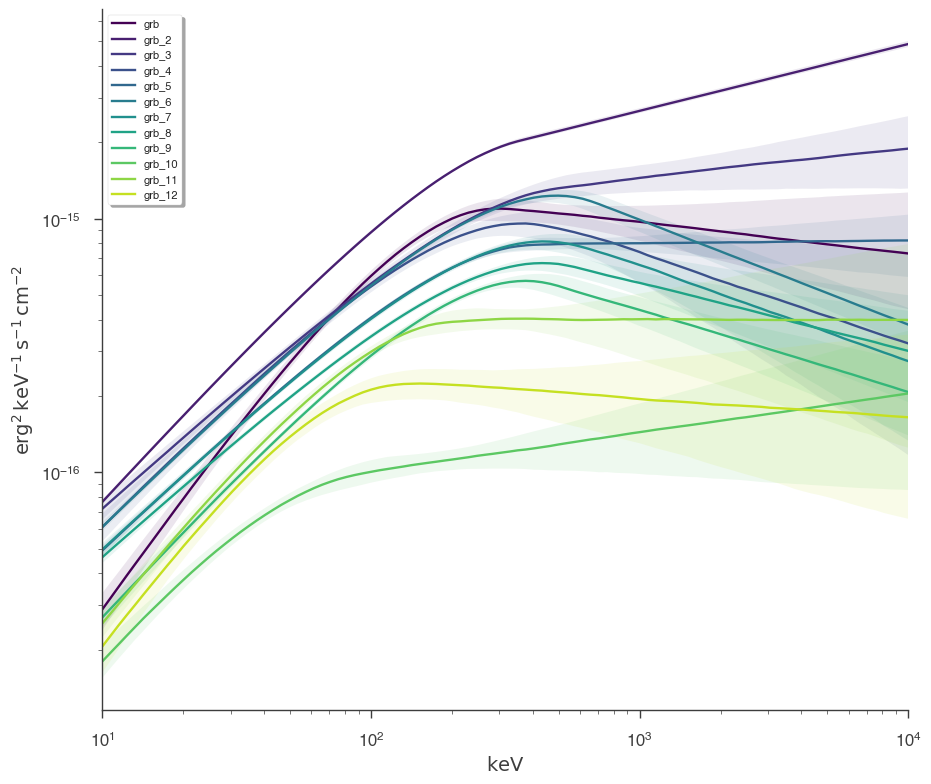 grb
grb_2
grb_3
grb_4
grb_5
grb_6
grb_7
grb_8
grb_9
grb_10
grb_11
grb_12
10⁻¹⁵
10⁻¹⁶
erg² keV⁻¹ s⁻¹ cm⁻²
10¹ 10² 10³ 10⁴
keV